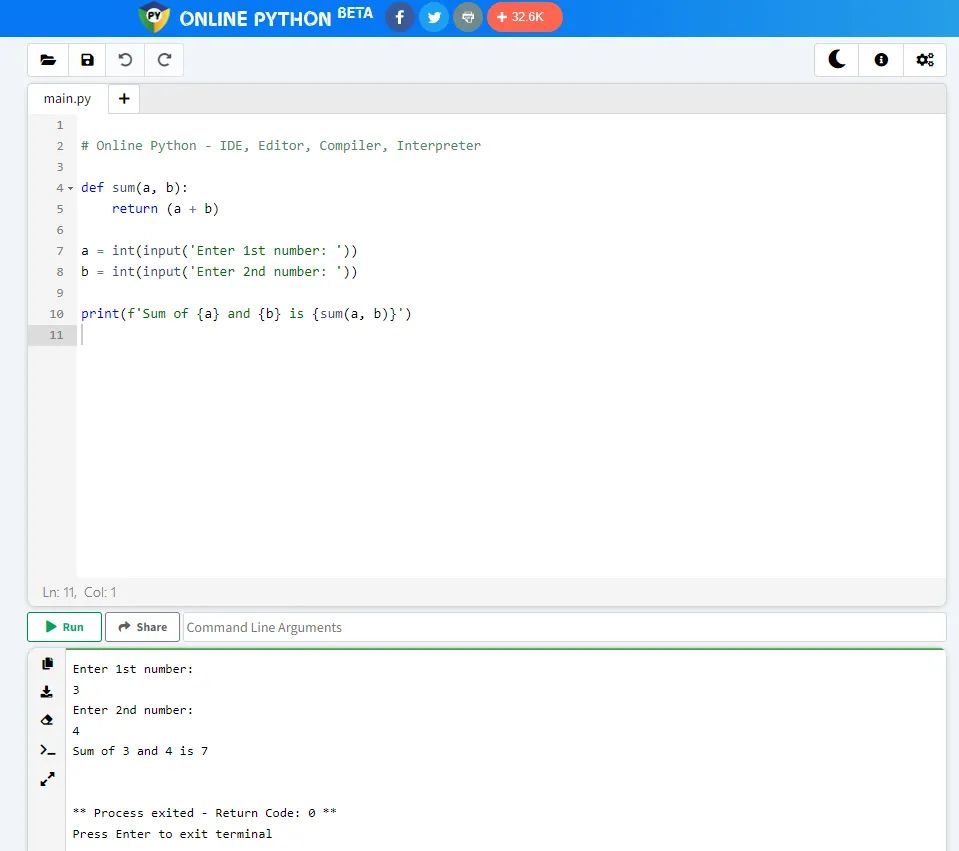 PY ONLINE PYTHON BETA 32.6K
main.py
1
2 # Online Python - IDE, Editor, Compiler, Interpreter
3
4 def sum(a, b):
5     return (a + b)
6
7 a = int(input('Enter 1st number: '))
8 b = int(input('Enter 2nd number: '))
9
10 print(f'Sum of {a} and {b} is {sum(a, b)}')
11
Ln: 11, Col: 1
Run Share Command Line Arguments
Enter 1st number:
3
Enter 2nd number:
4
Sum of 3 and 4 is 7
** Process exited - Return Code: 0 **
Press Enter to exit terminal